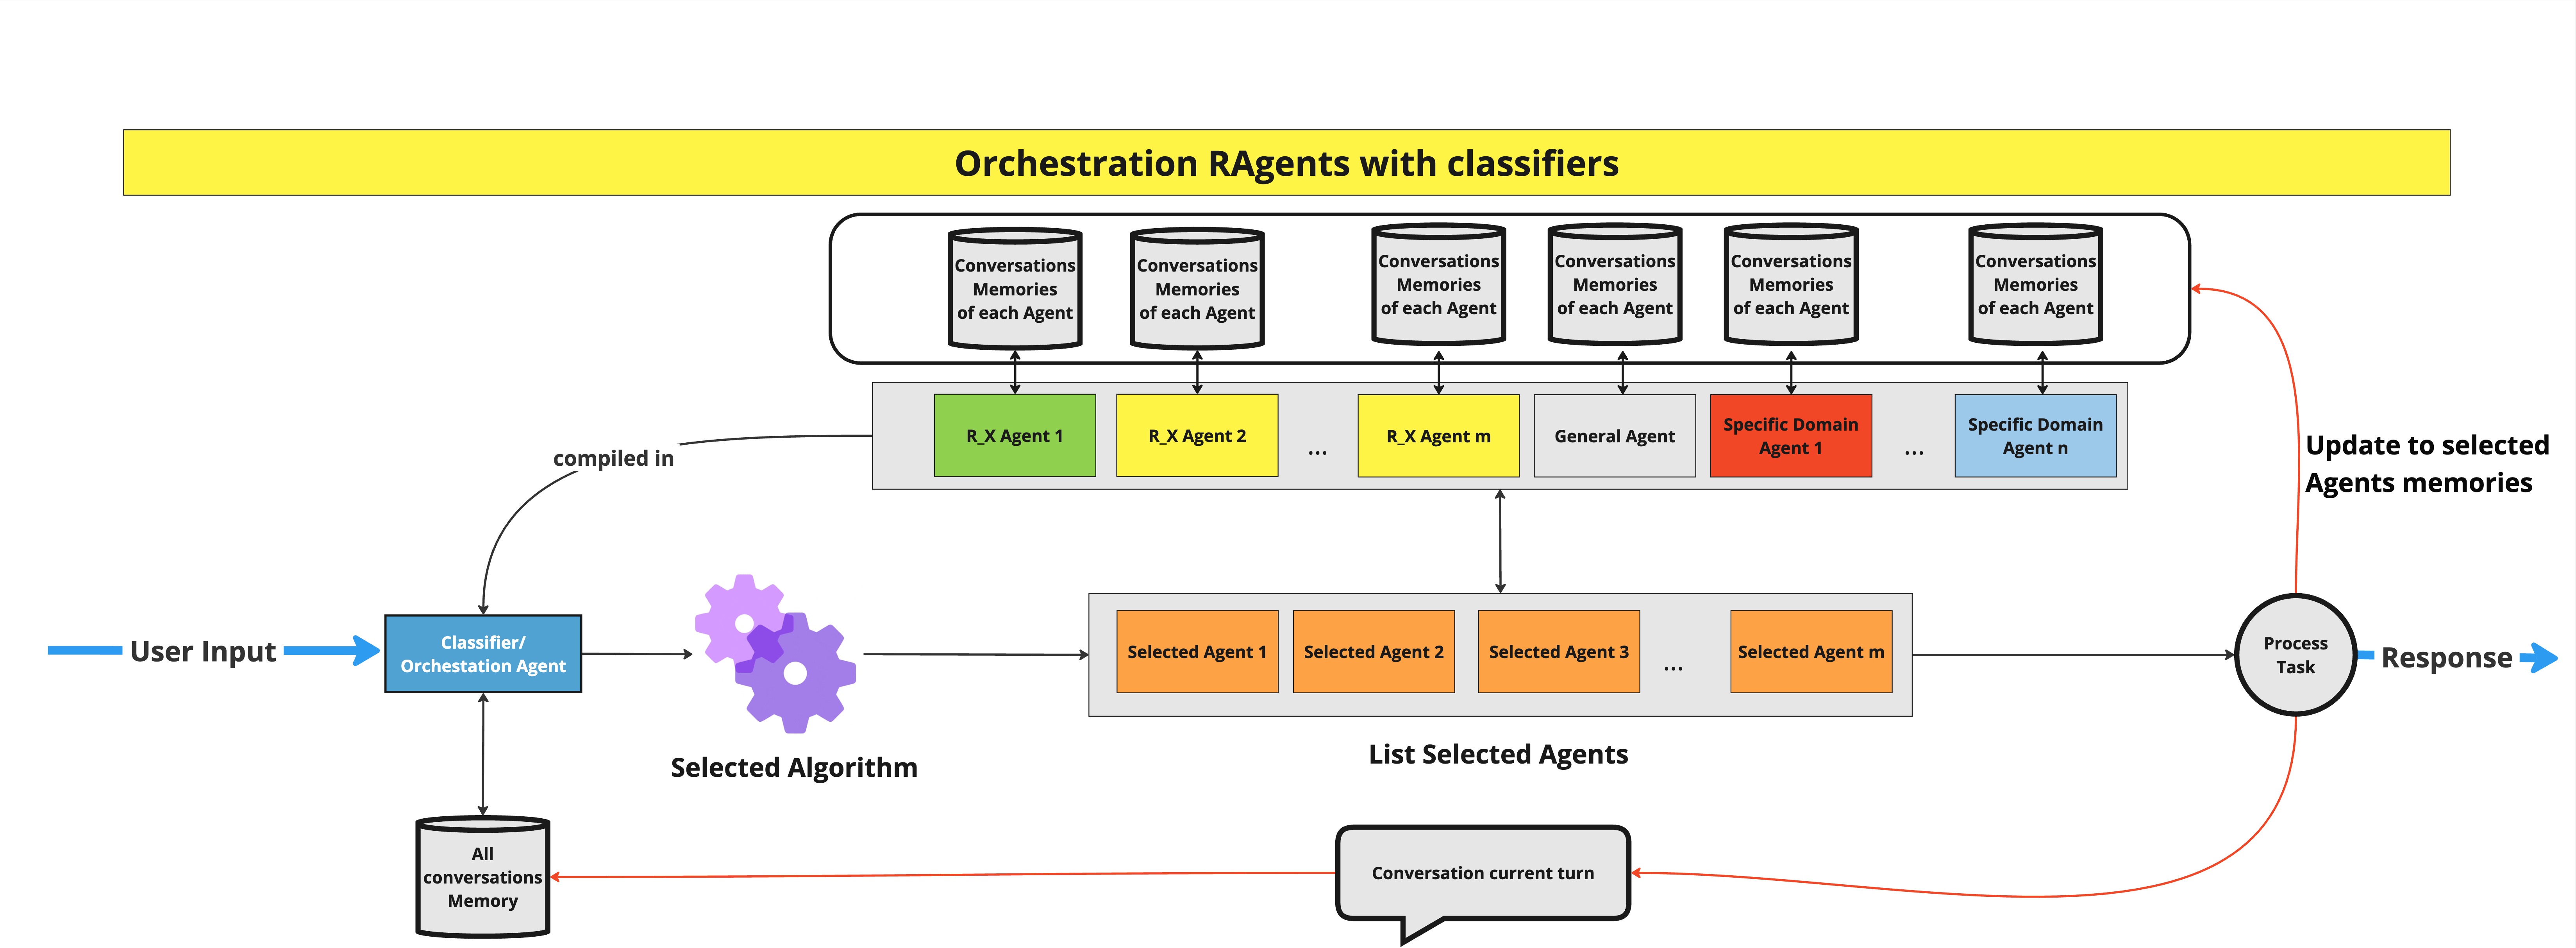 Orchestration RAgents with classifiers
Conversations
Memories
of each Agent
Conversations
Memories
of each Agent
Conversations
Memories
of each Agent
Conversations
Memories
of each Agent
Conversations
Memories
of each Agent
Conversations
Memories
of each Agent
R_X Agent 1
R_X Agent 2
...
R_X Agent m
General Agent
Specific Domain
Agent 1
...
Specific Domain
Agent n
compiled in
Update to selected
Agents memories
User Input
Classifier/
Orchestation Agent
Selected Algorithm
Selected Agent 1
Selected Agent 2
Selected Agent 3
...
Selected Agent m
List Selected Agents
Process
Task
Response
All
conversations
Memory
Conversation current turn